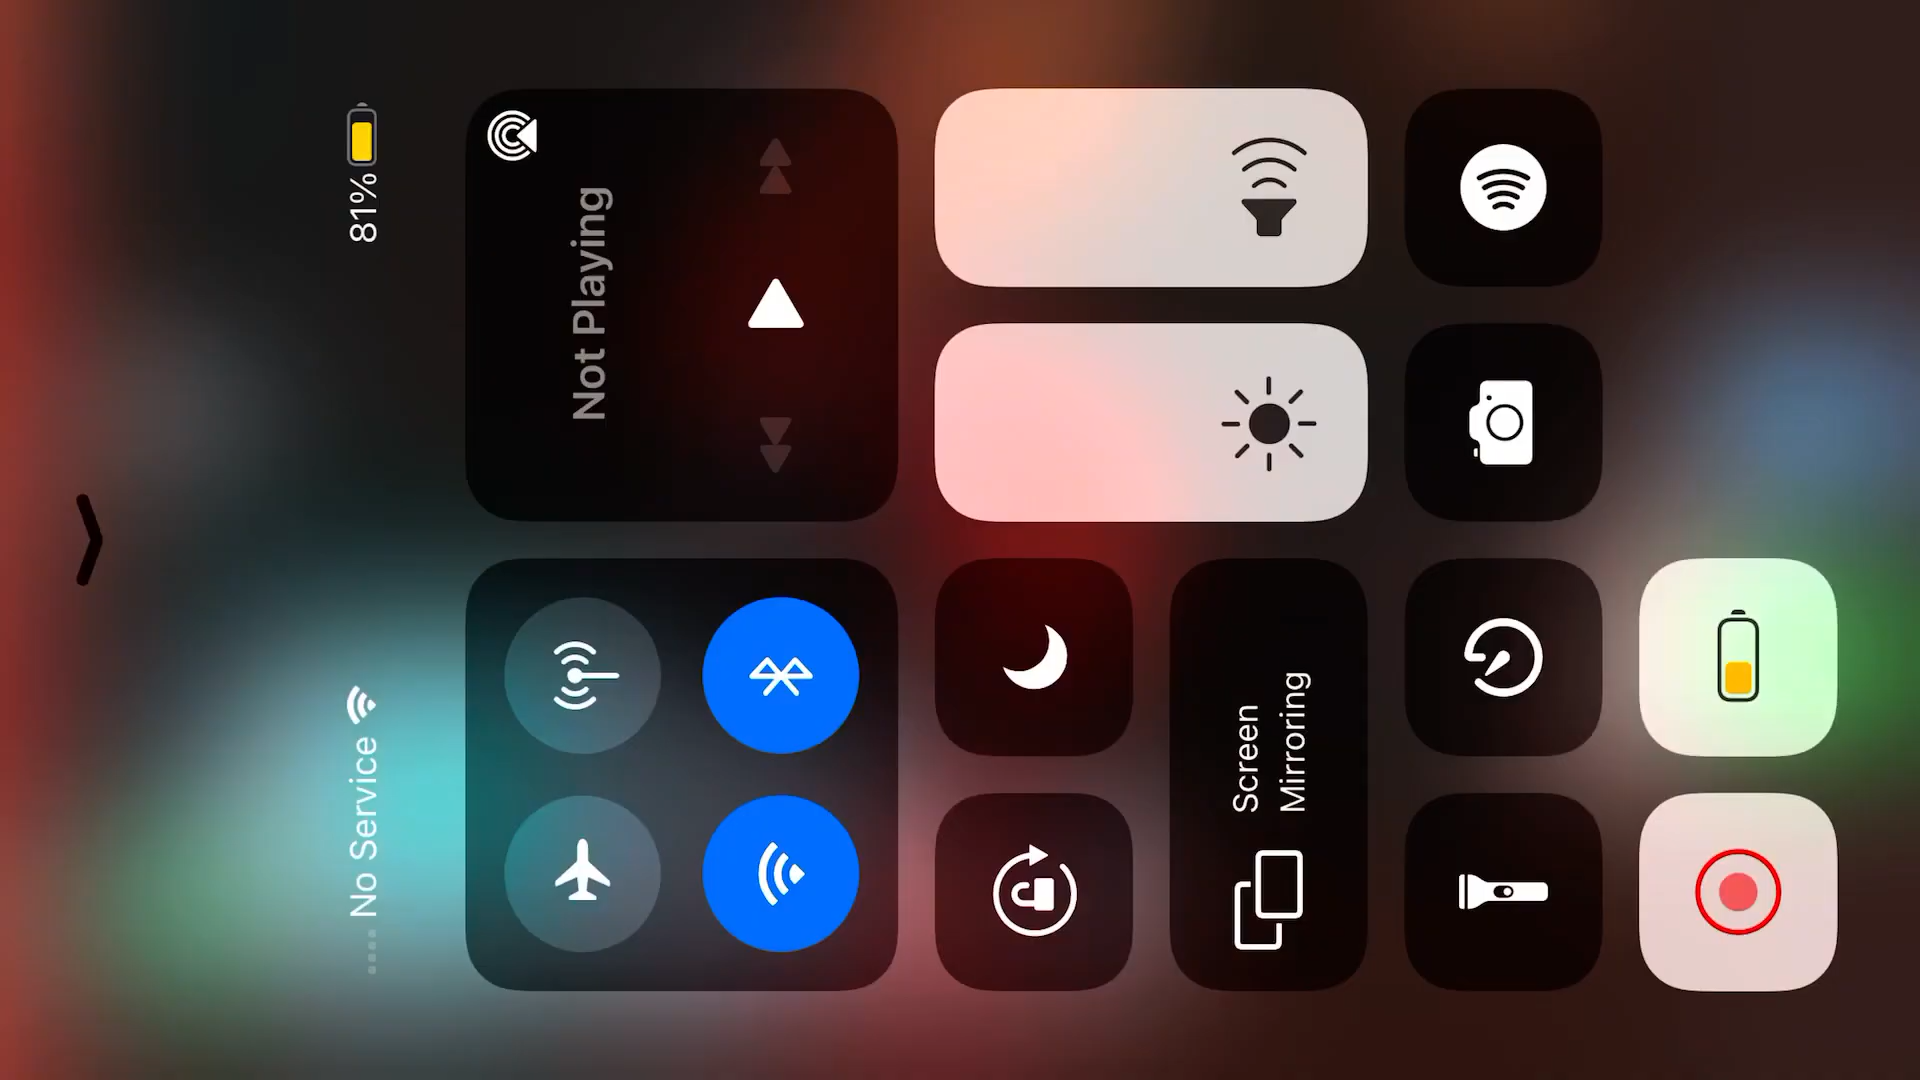 No Service
81%
Not Playing
Screen
Mirroring